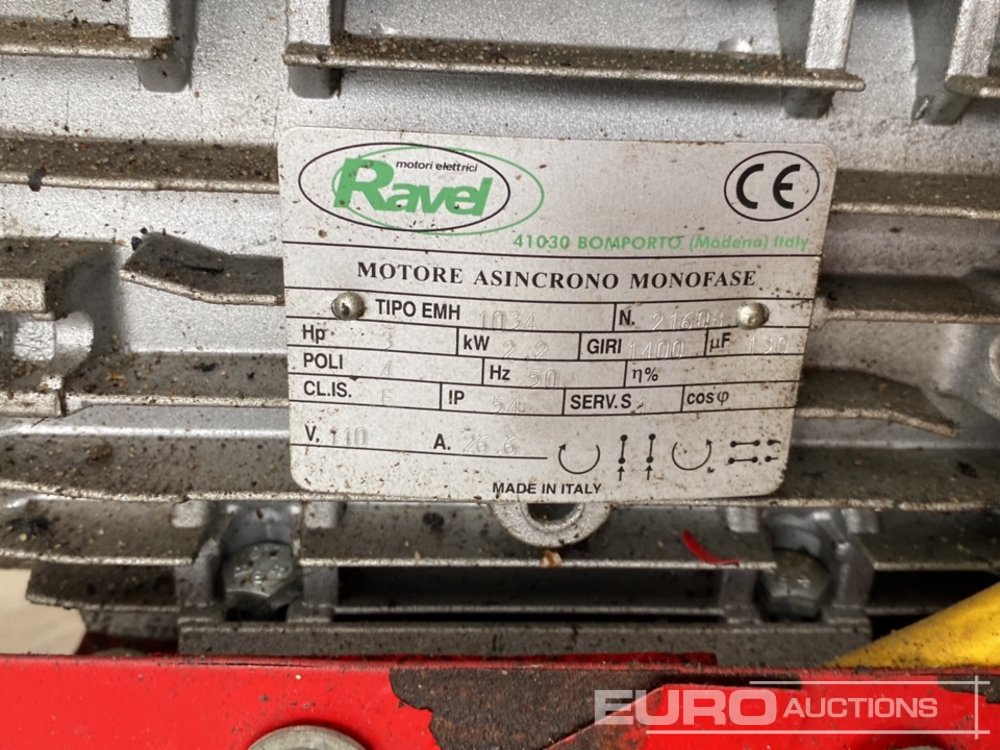 motori elettrici
Ravel
CE
41030 BOMPORTO (Modena) Italy
MOTORE ASINCRONO MONOFASE
TIPO EMH 1034 N.
Hp 3 kW 2.2 GIRI 1400 µF 130
POLI 4 Hz 50 η%
CL.IS. F IP 54 SERV. S cosφ
V. 110 A. 26.6
MADE IN ITALY
EURO AUCTIONS